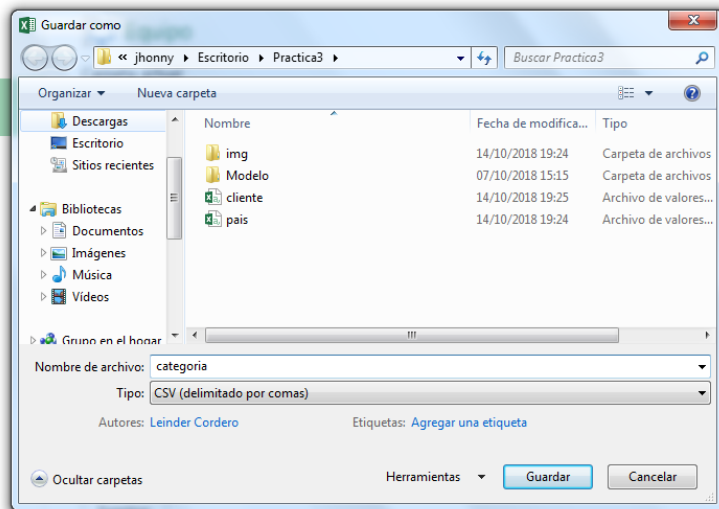 Guardar como
« jhonny Escritorio Practica3
Buscar Practica3
Organizar Nueva carpeta
Descargas
Escritorio
Sitios recientes
Bibliotecas
Documentos
Imágenes
Música
Vídeos
Grupo en el hogar
Nombre Fecha de modifica... Tipo
img 14/10/2018 19:24 Carpeta de archivos
Modelo 07/10/2018 15:15 Carpeta de archivos
cliente 14/10/2018 19:25 Archivo de valores...
pais 14/10/2018 19:24 Archivo de valores...
Nombre de archivo: categoria
Tipo: CSV (delimitado por comas)
Autores: Leinder Cordero Etiquetas: Agregar una etiqueta
Ocultar carpetas Herramientas Guardar Cancelar